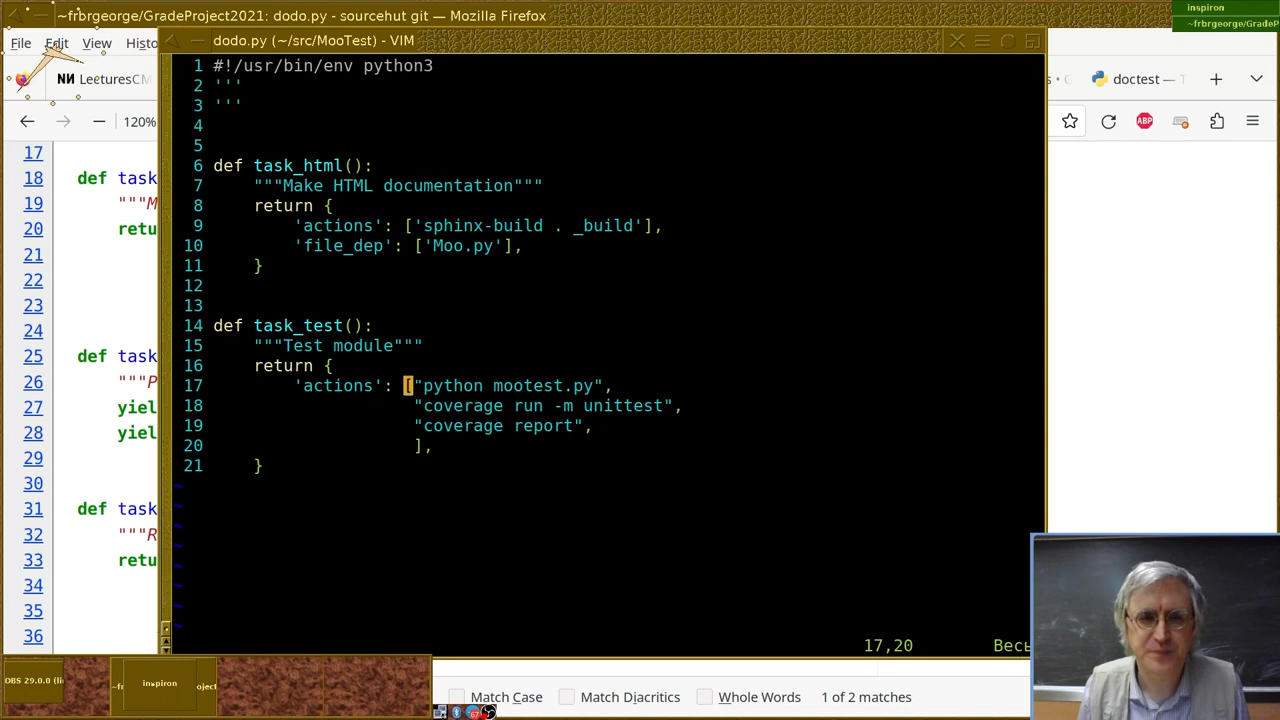 ~frbrgeorge/GradeProject2021: dodo.py - sourcehut git — Mozilla Firefox
inspiron
~frbrgeorge/GradeP
File Edit View Histo
dodo.py (~/src/MooTest) - VIM
LecturesCM
doctest —
120%
17
18 def task
19 """M
20 retu
21
22
23
24
25 def task
26 """P
27 yiel
28 yiel
29
30
31 def task
32 """R
33 retu
34
35
36
1 #!/usr/bin/env python3
2 '''
3 '''
4
5
6 def task_html():
7 """Make HTML documentation"""
8 return {
9 'actions': ['sphinx-build . _build'],
10 'file_dep': ['Moo.py'],
11 }
12
13
14 def task_test():
15 """Test module"""
16 return {
17 'actions': ["python mootest.py",
18 "coverage run -m unittest",
19 "coverage report",
20 ],
21 }
~
~
~
~
~
~
~
~
17,20 Весь
Match Case Match Diacritics Whole Words 1 of 2 matches
OBS 29.0.0 (li
~fr
inspiron
oject
67